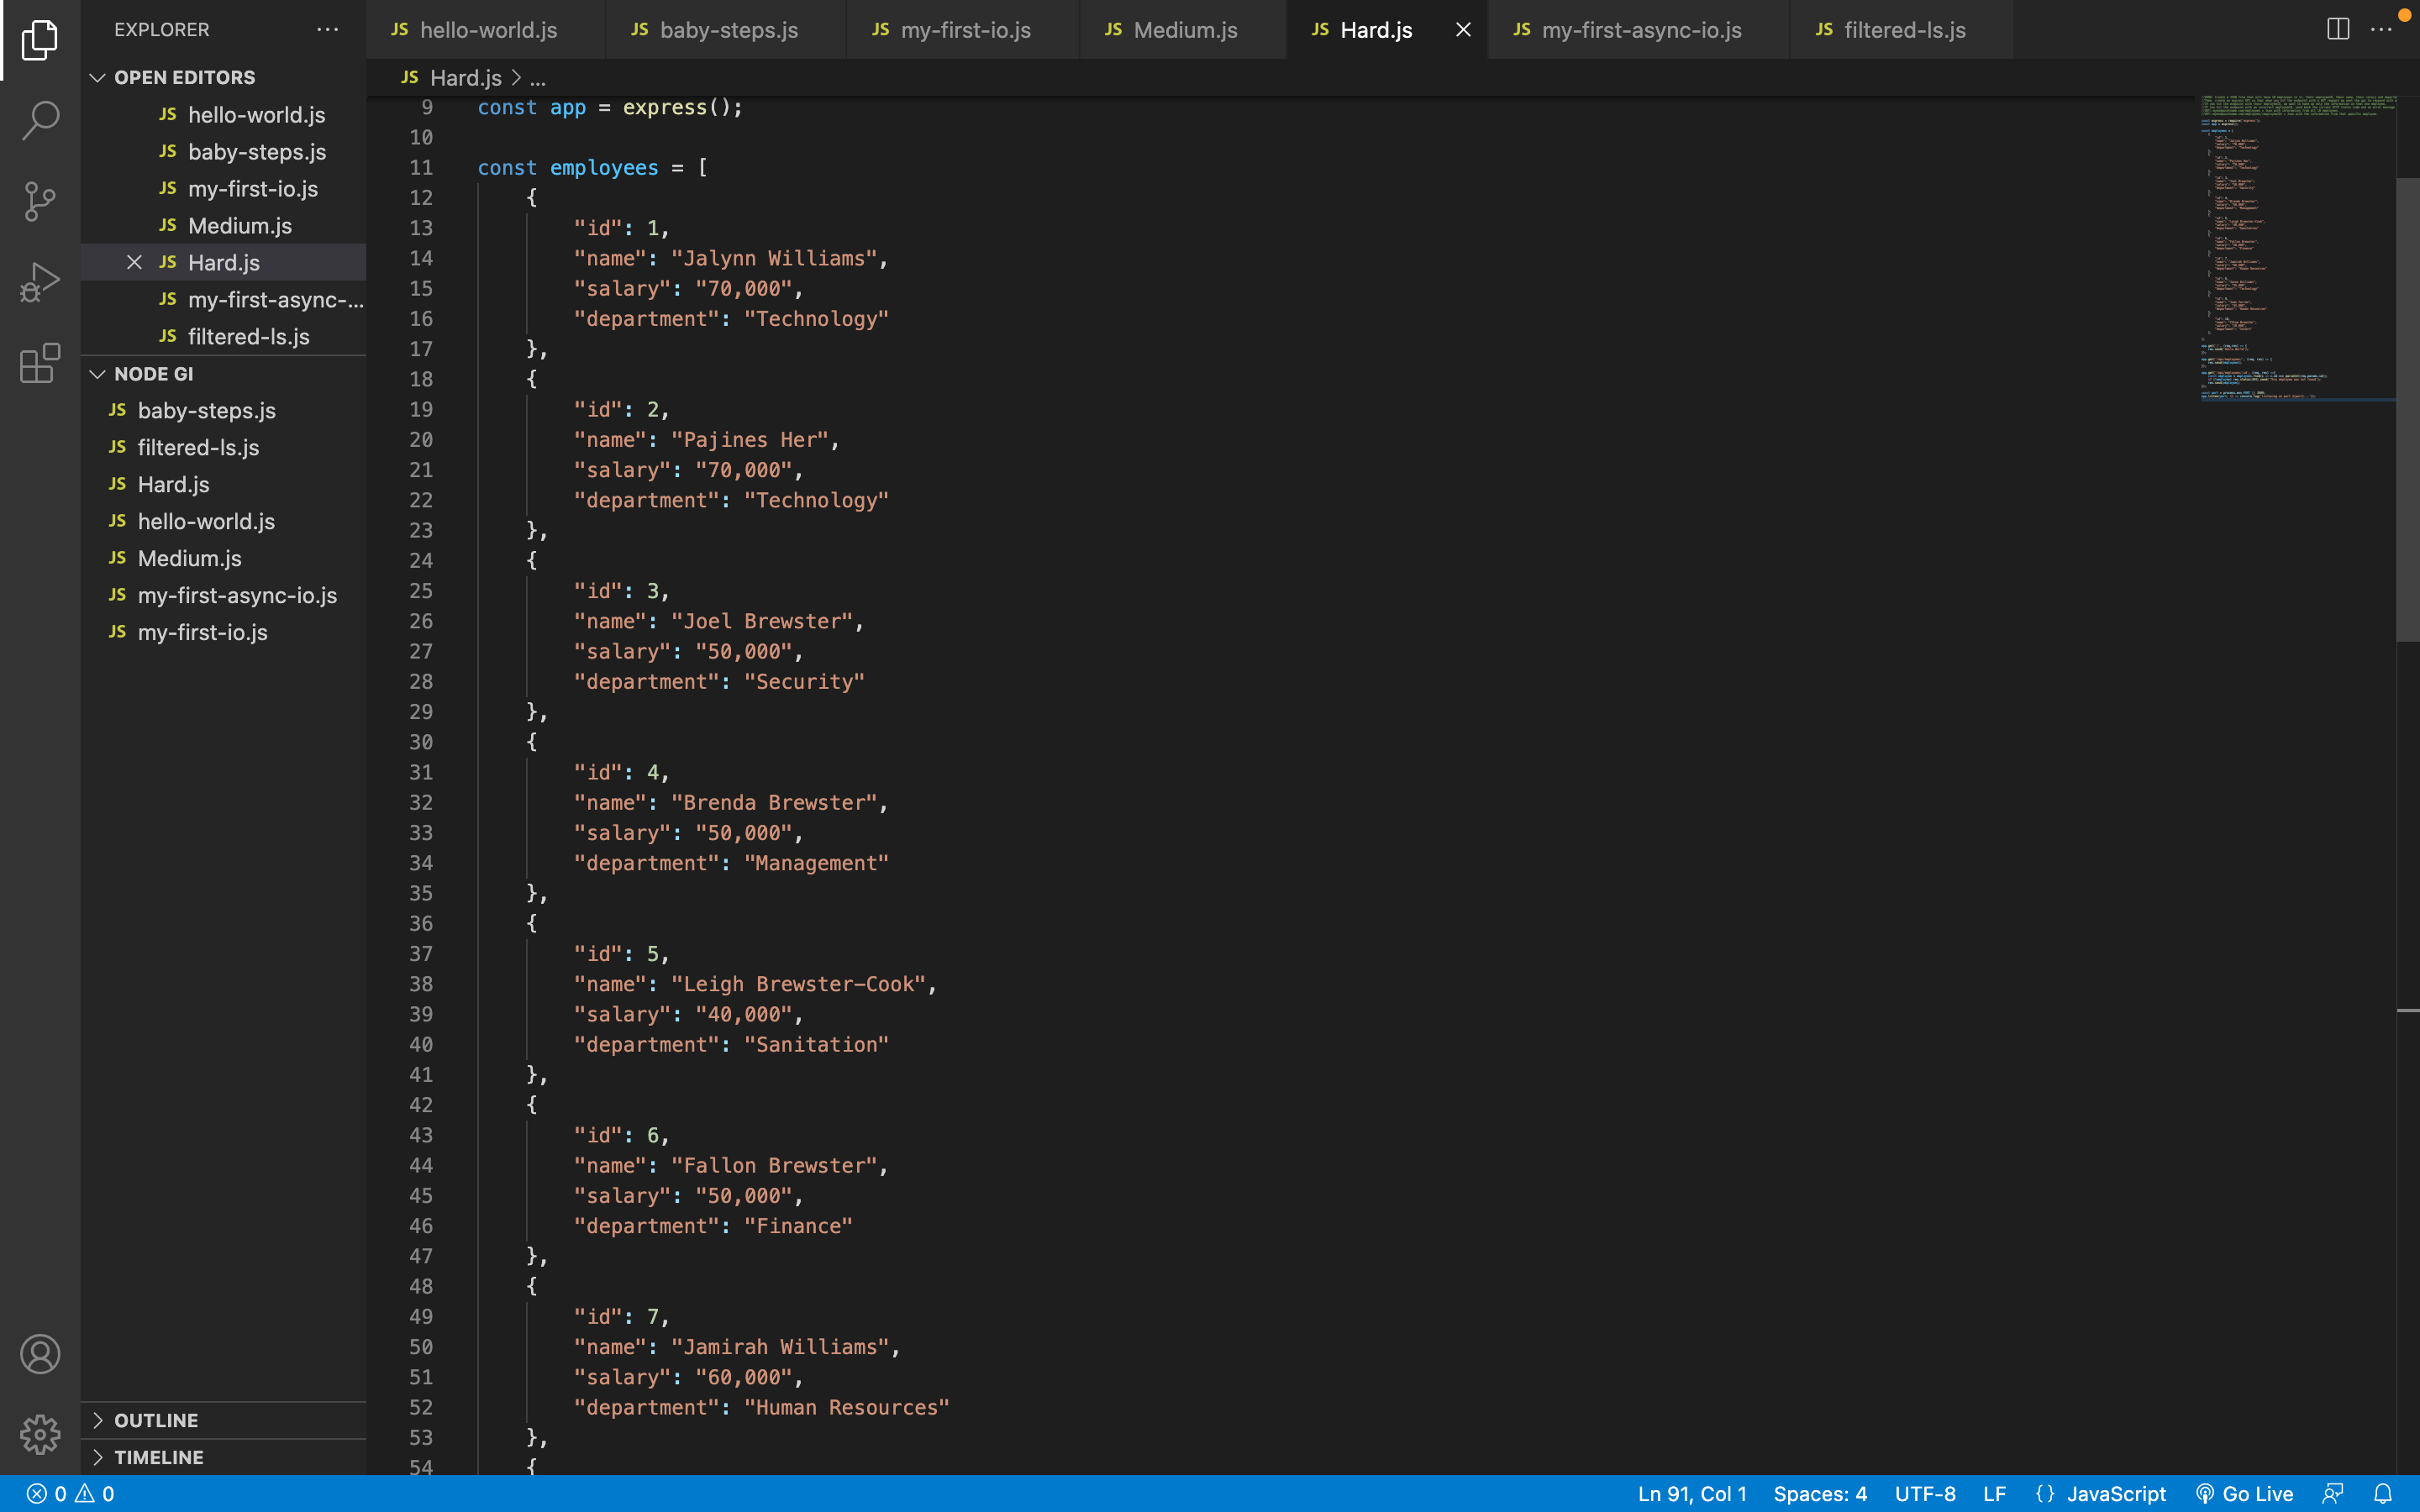 EXPLORER
OPEN EDITORS
JS hello-world.js
JS baby-steps.js
JS my-first-io.js
JS Medium.js
JS Hard.js
JS my-first-async-...
JS filtered-ls.js
NODE GI
JS baby-steps.js
JS filtered-ls.js
JS Hard.js
JS hello-world.js
JS Medium.js
JS my-first-async-io.js
JS my-first-io.js
OUTLINE
TIMELINE
JS hello-world.js JS baby-steps.js JS my-first-io.js JS Medium.js JS Hard.js JS my-first-async-io.js JS filtered-ls.js
JS Hard.js > ...
9 const app = express();
10
11 const employees = [
12 {
13 "id": 1,
14 "name": "Jalynn Williams",
15 "salary": "70,000",
16 "department": "Technology"
17 },
18 {
19 "id": 2,
20 "name": "Pajines Her",
21 "salary": "70,000",
22 "department": "Technology"
23 },
24 {
25 "id": 3,
26 "name": "Joel Brewster",
27 "salary": "50,000",
28 "department": "Security"
29 },
30 {
31 "id": 4,
32 "name": "Brenda Brewster",
33 "salary": "50,000",
34 "department": "Management"
35 },
36 {
37 "id": 5,
38 "name": "Leigh Brewster-Cook",
39 "salary": "40,000",
40 "department": "Sanitation"
41 },
42 {
43 "id": 6,
44 "name": "Fallon Brewster",
45 "salary": "50,000",
46 "department": "Finance"
47 },
48 {
49 "id": 7,
50 "name": "Jamirah Williams",
51 "salary": "60,000",
52 "department": "Human Resources"
53 },
54 {
0 0 Ln 91, Col 1 Spaces: 4 UTF-8 LF {} JavaScript Go Live